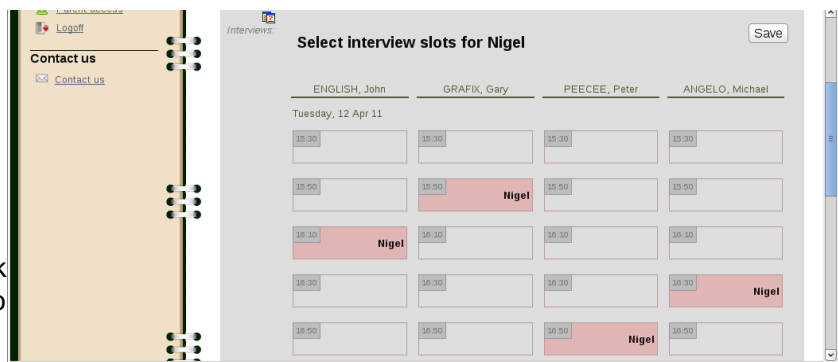 Parent access
Logoff
Contact us
Contact us
k
o
Interviews:
Select interview slots for Nigel
Save
ENGLISH, John GRAFIX, Gary PEECEE, Peter ANGELO, Michael
Tuesday, 12 Apr 11
15:30 15:30 15:30 15:30
15:50 15:50 Nigel 15:50 15:50
16:10 Nigel 16:10 16:10 16:10
16:30 16:30 16:30 16:30 Nigel
16:50 16:50 16:50 Nigel 16:50